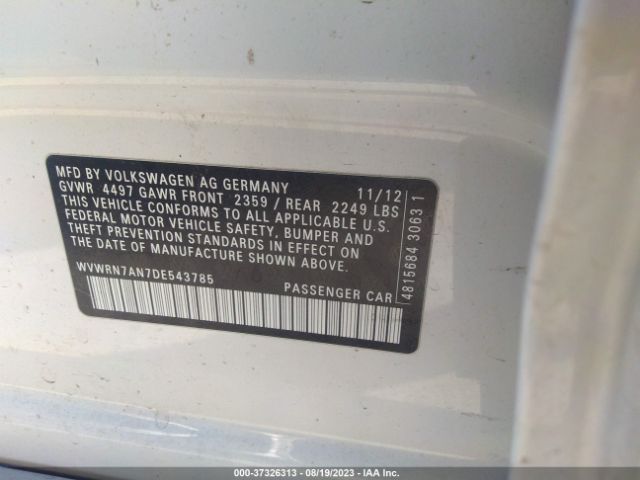 MFD BY VOLKSWAGEN AG GERMANY 11/12
GVWR 4497 GAWR FRONT 2359 / REAR 2249 LBS
THIS VEHICLE CONFORMS TO ALL APPLICABLE U.S.
FEDERAL MOTOR VEHICLE SAFETY, BUMPER AND
THEFT PREVENTION STANDARDS IN EFFECT ON
THE DATE OF MANUFACTURE SHOWN ABOVE.
WVWRN7AN7DE543785 PASSENGER CAR
4815684 3063 1
000-37326313 - 08/19/2023 - IAA Inc.